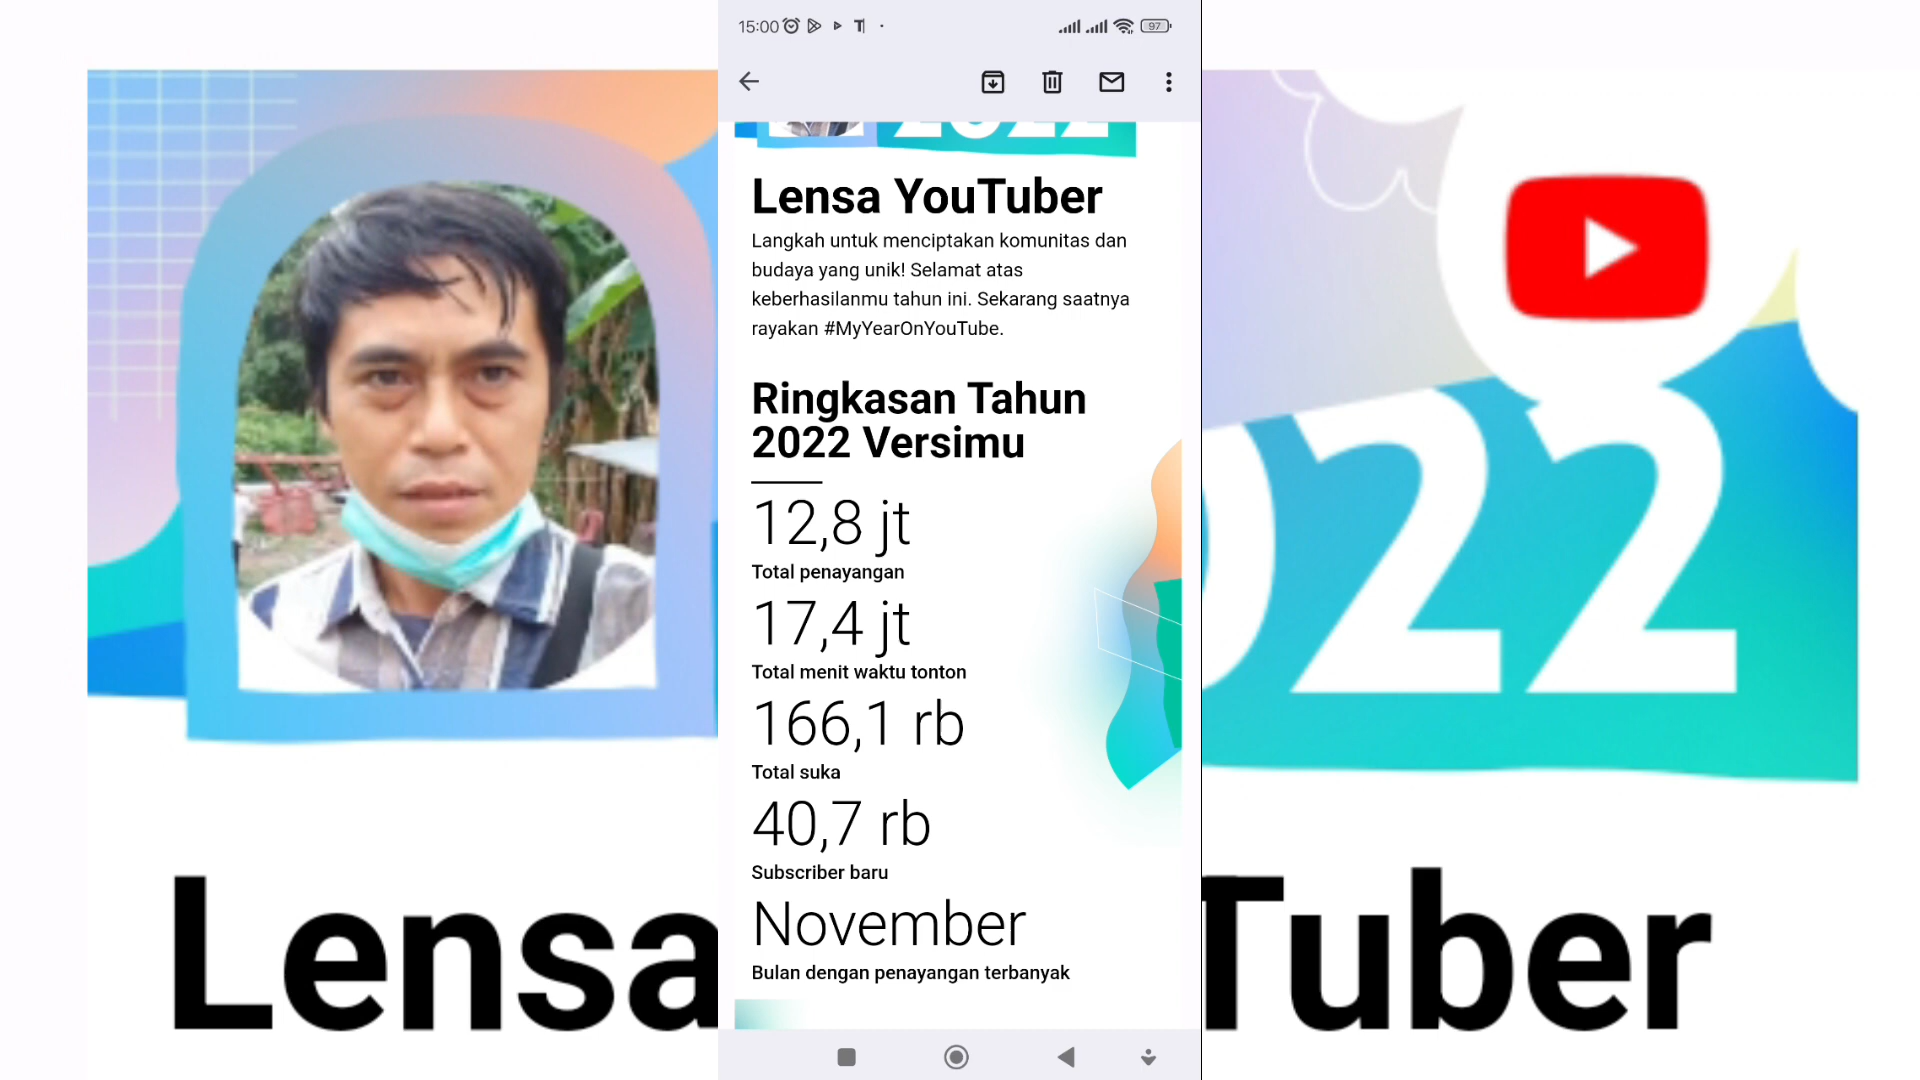 15:00
97
2022
Lensa YouTuber
Langkah untuk menciptakan komunitas dan
budaya yang unik! Selamat atas
keberhasilanmu tahun ini. Sekarang saatnya
rayakan #MyYearOnYouTube.
Ringkasan Tahun
2022 Versimu
12,8 jt
Total penayangan
17,4 jt
Total menit waktu tonton
166,1 rb
Total suka
40,7 rb
Subscriber baru
November
Bulan dengan penayangan terbanyak
022
Lensa
Tuber